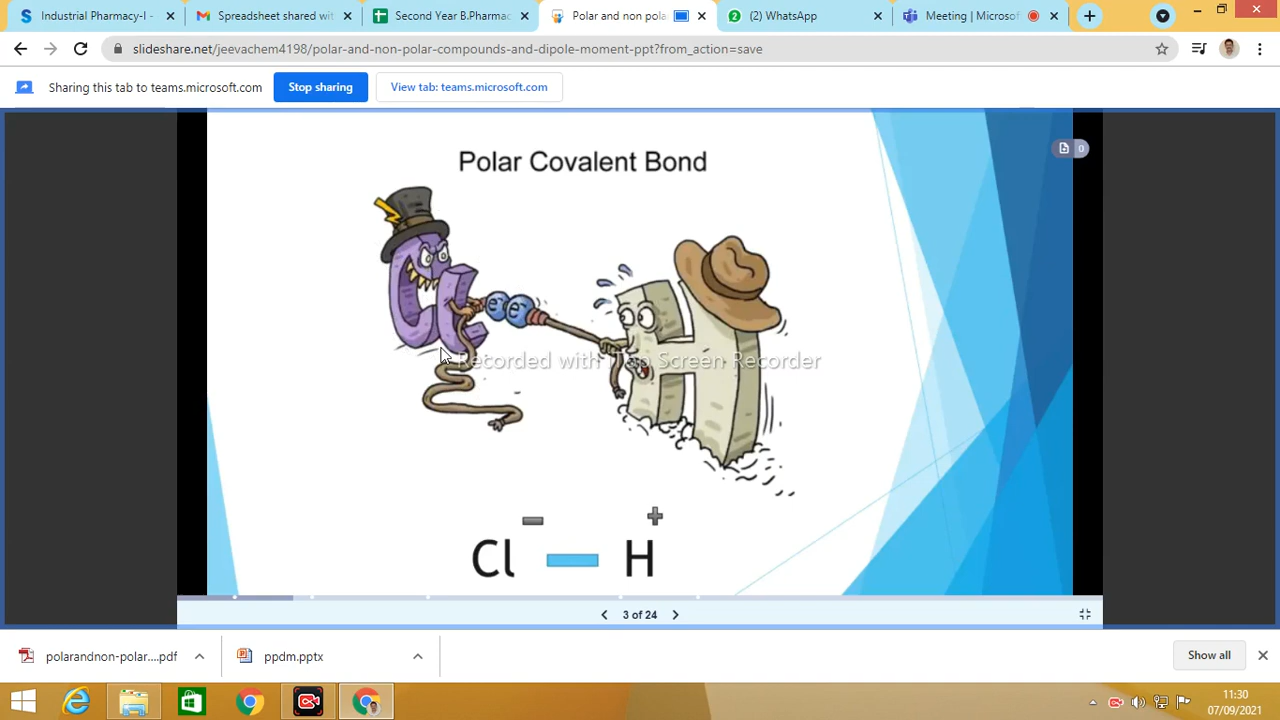 Industrial Pharmacy-I -
Spreadsheet shared wit
Second Year B.Pharmac
Polar and non pola
(2) WhatsApp
Meeting | Microsof
slideshare.net/jeevachem4198/polar-and-non-polar-compounds-and-dipole-moment-ppt?from_action=save
Sharing this tab to teams.microsoft.com
Stop sharing
View tab: teams.microsoft.com
0
Polar Covalent Bond
Cl
e⁻ e⁻
H
Recorded with iTop Screen Recorder
Cl⁻ – H⁺
3 of 24
polarandnon-polar....pdf
ppdm.pptx
Show all
11:30
07/09/2021